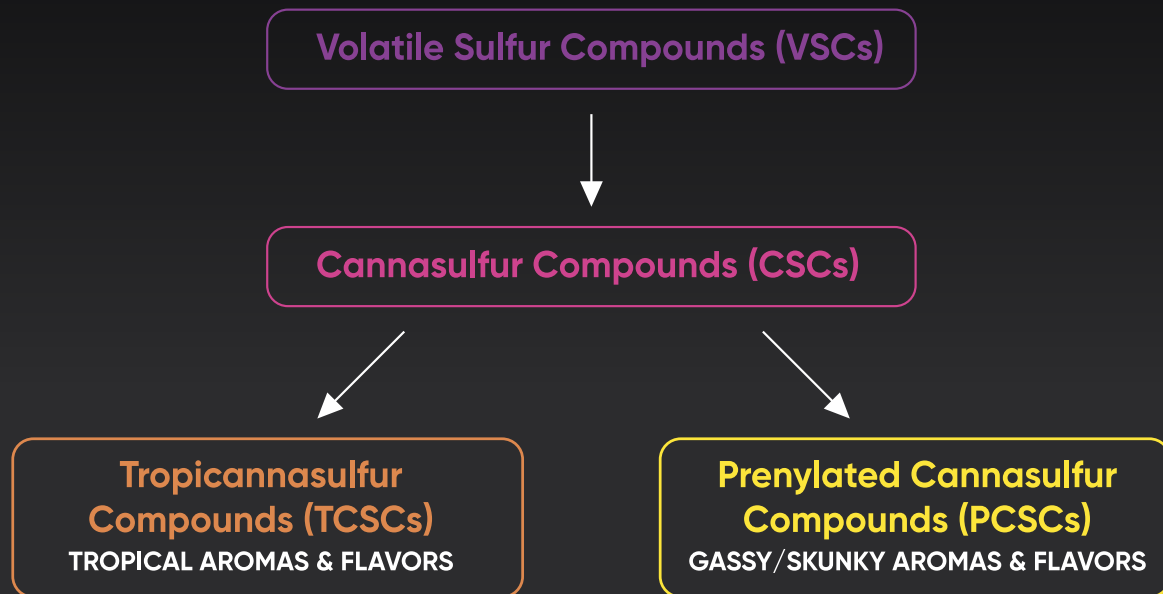 Volatile Sulfur Compounds (VSCs)
Cannasulfur Compounds (CSCs)
Tropicannasulfur
Compounds (TCSCs)
TROPICAL AROMAS & FLAVORS
Prenylated Cannasulfur
Compounds (PCSCs)
GASSY/SKUNKY AROMAS & FLAVORS